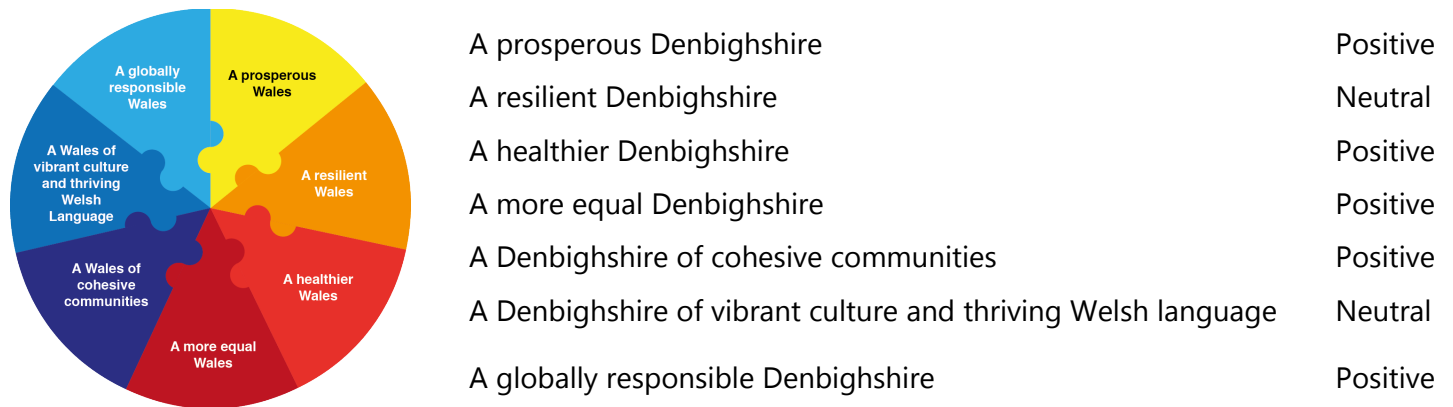 A globally
responsible
Wales
A prosperous
Wales
A resilient
Wales
A healthier
Wales
A more equal
Wales
A Wales of
cohesive
communities
A Wales of
vibrant culture
and thriving
Welsh
Language
A prosperous Denbighshire Positive
A resilient Denbighshire Neutral
A healthier Denbighshire Positive
A more equal Denbighshire Positive
A Denbighshire of cohesive communities Positive
A Denbighshire of vibrant culture and thriving Welsh language Neutral
A globally responsible Denbighshire Positive